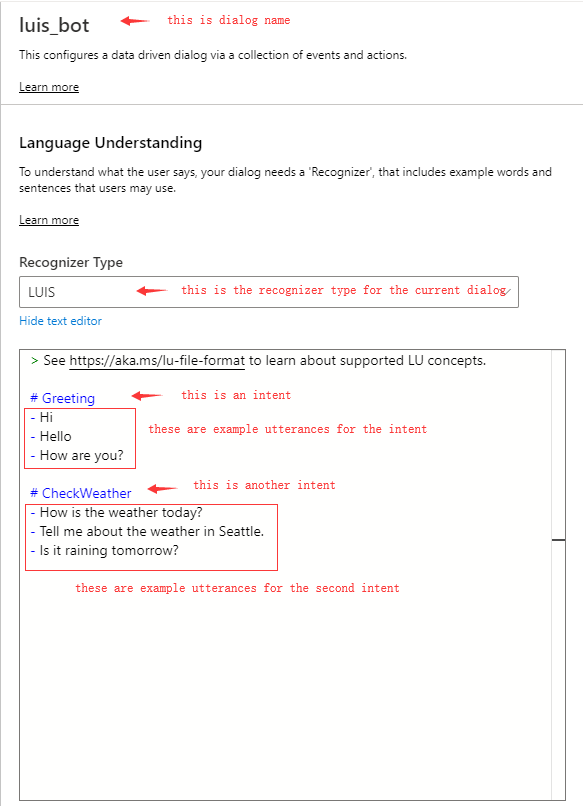 luis_bot this is dialog name
This configures a data driven dialog via a collection of events and actions.
Learn more
Language Understanding
To understand what the user says, your dialog needs a 'Recognizer', that includes example words and
sentences that users may use.
Learn more
Recognizer Type
LUIS this is the recognizer type for the current dialog
Hide text editor
> See https://aka.ms/lu-file-format to learn about supported LU concepts.
# Greeting this is an intent
- Hi
these are example utterances for the intent
- Hello
- How are you?
# CheckWeather this is another intent
- How is the weather today?
- Tell me about the weather in Seattle.
- Is it raining tomorrow?
these are example utterances for the second intent